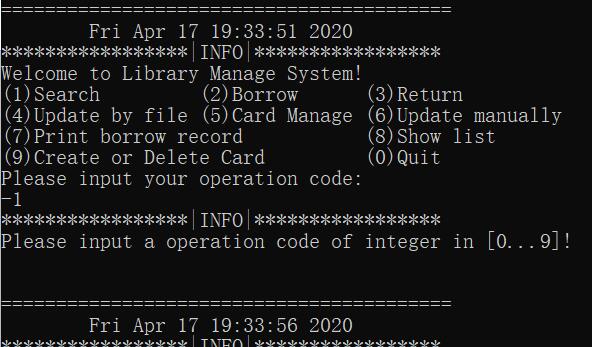 =========================================
Fri Apr 17 19:33:51 2020
*****************|INFO|*****************
Welcome to Library Manage System!
(1)Search (2)Borrow (3)Return
(4)Update by file (5)Card Manage (6)Update manually
(7)Print borrow record (8)Show list
(9)Create or Delete Card (0)Quit
Please input your operation code:
-1
*****************|INFO|*****************
Please input a operation code of integer in [0...9]!
=========================================
Fri Apr 17 19:33:56 2020
*****************|INFO|*****************